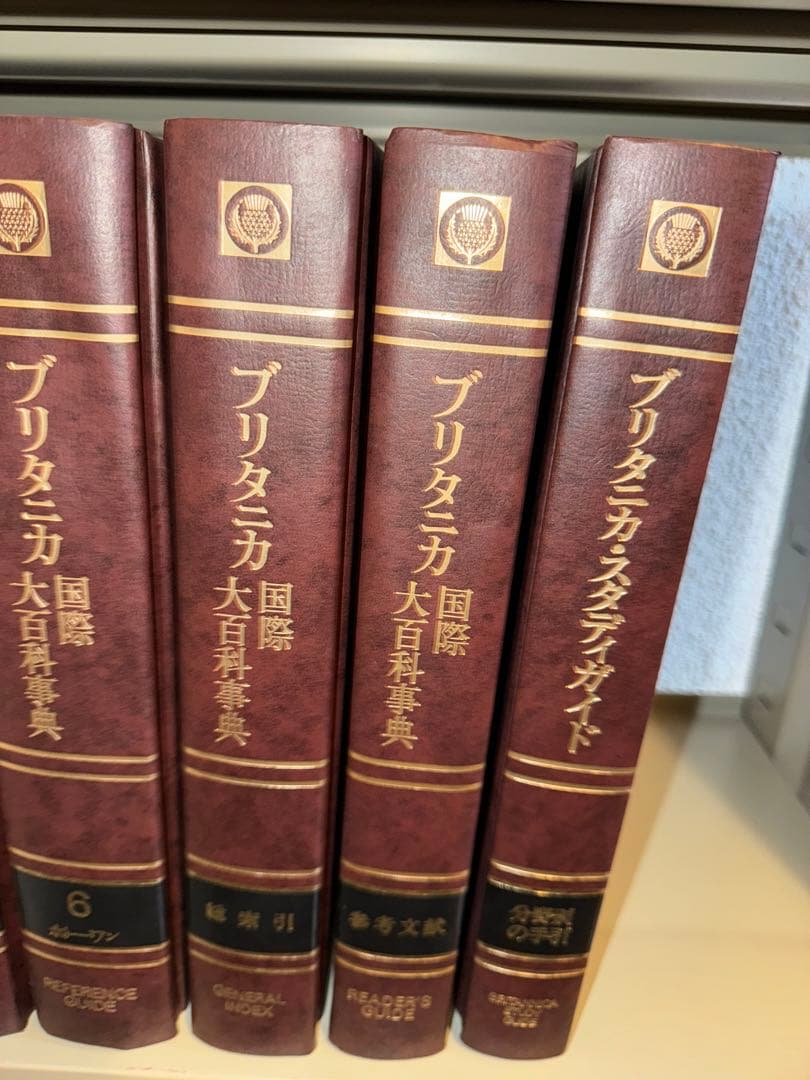 ブリタニカ
国際
大百科事典
6
REFERENCE
GUIDE
ブリタニカ
国際
大百科事典
総索引
GENERAL
INDEX
ブリタニカ
国際
大百科事典
参考文献
READER'S
GUIDE
ブリタニカ・スタディガイド
分野別
の手引
BRITANNICA
STUDY
GUIDE